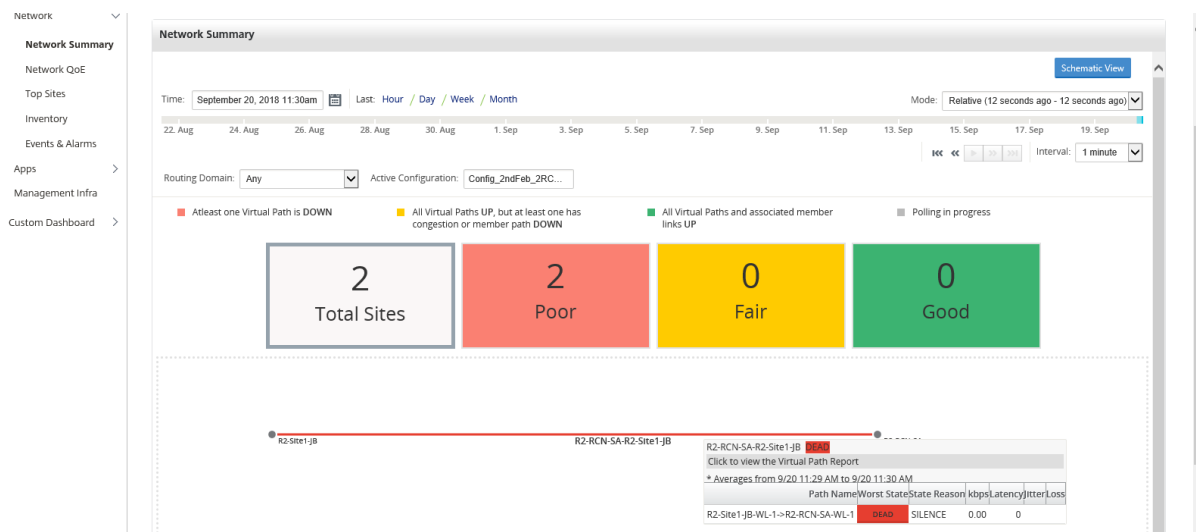 Network
Network Summary
Network QoE
Top Sites
Inventory
Events & Alarms
Apps
Management Infra
Custom Dashboard
Network Summary
Schematic View
Time: September 20, 2018 11:30am Last: Hour / Day / Week / Month Mode: Relative (12 seconds ago - 12 seconds ago)
22. Aug 24. Aug 26. Aug 28. Aug 30. Aug 1. Sep 3. Sep 5. Sep 7. Sep 9. Sep 11. Sep 13. Sep 15. Sep 17. Sep 19. Sep
Interval: 1 minute
Routing Domain: Any Active Configuration: Config_2ndFeb_2RC...
Atleast one Virtual Path is DOWN
All Virtual Paths UP, but at least one has
congestion or member path DOWN
All Virtual Paths and associated member
links UP
Polling in progress
2
Total Sites
2
Poor
0
Fair
0
Good
R2-Site1-JB R2-RCN-SA-R2-Site1-JB
R2-RCN-SA-R2-Site1-JB DEAD
Click to view the Virtual Path Report
* Averages from 9/20 11:29 AM to 9/20 11:30 AM
Path Name Worst State State Reason kbps Latency Jitter Loss
R2-Site1-JB-WL-1->R2-RCN-SA-WL-1 DEAD SILENCE 0.00 0